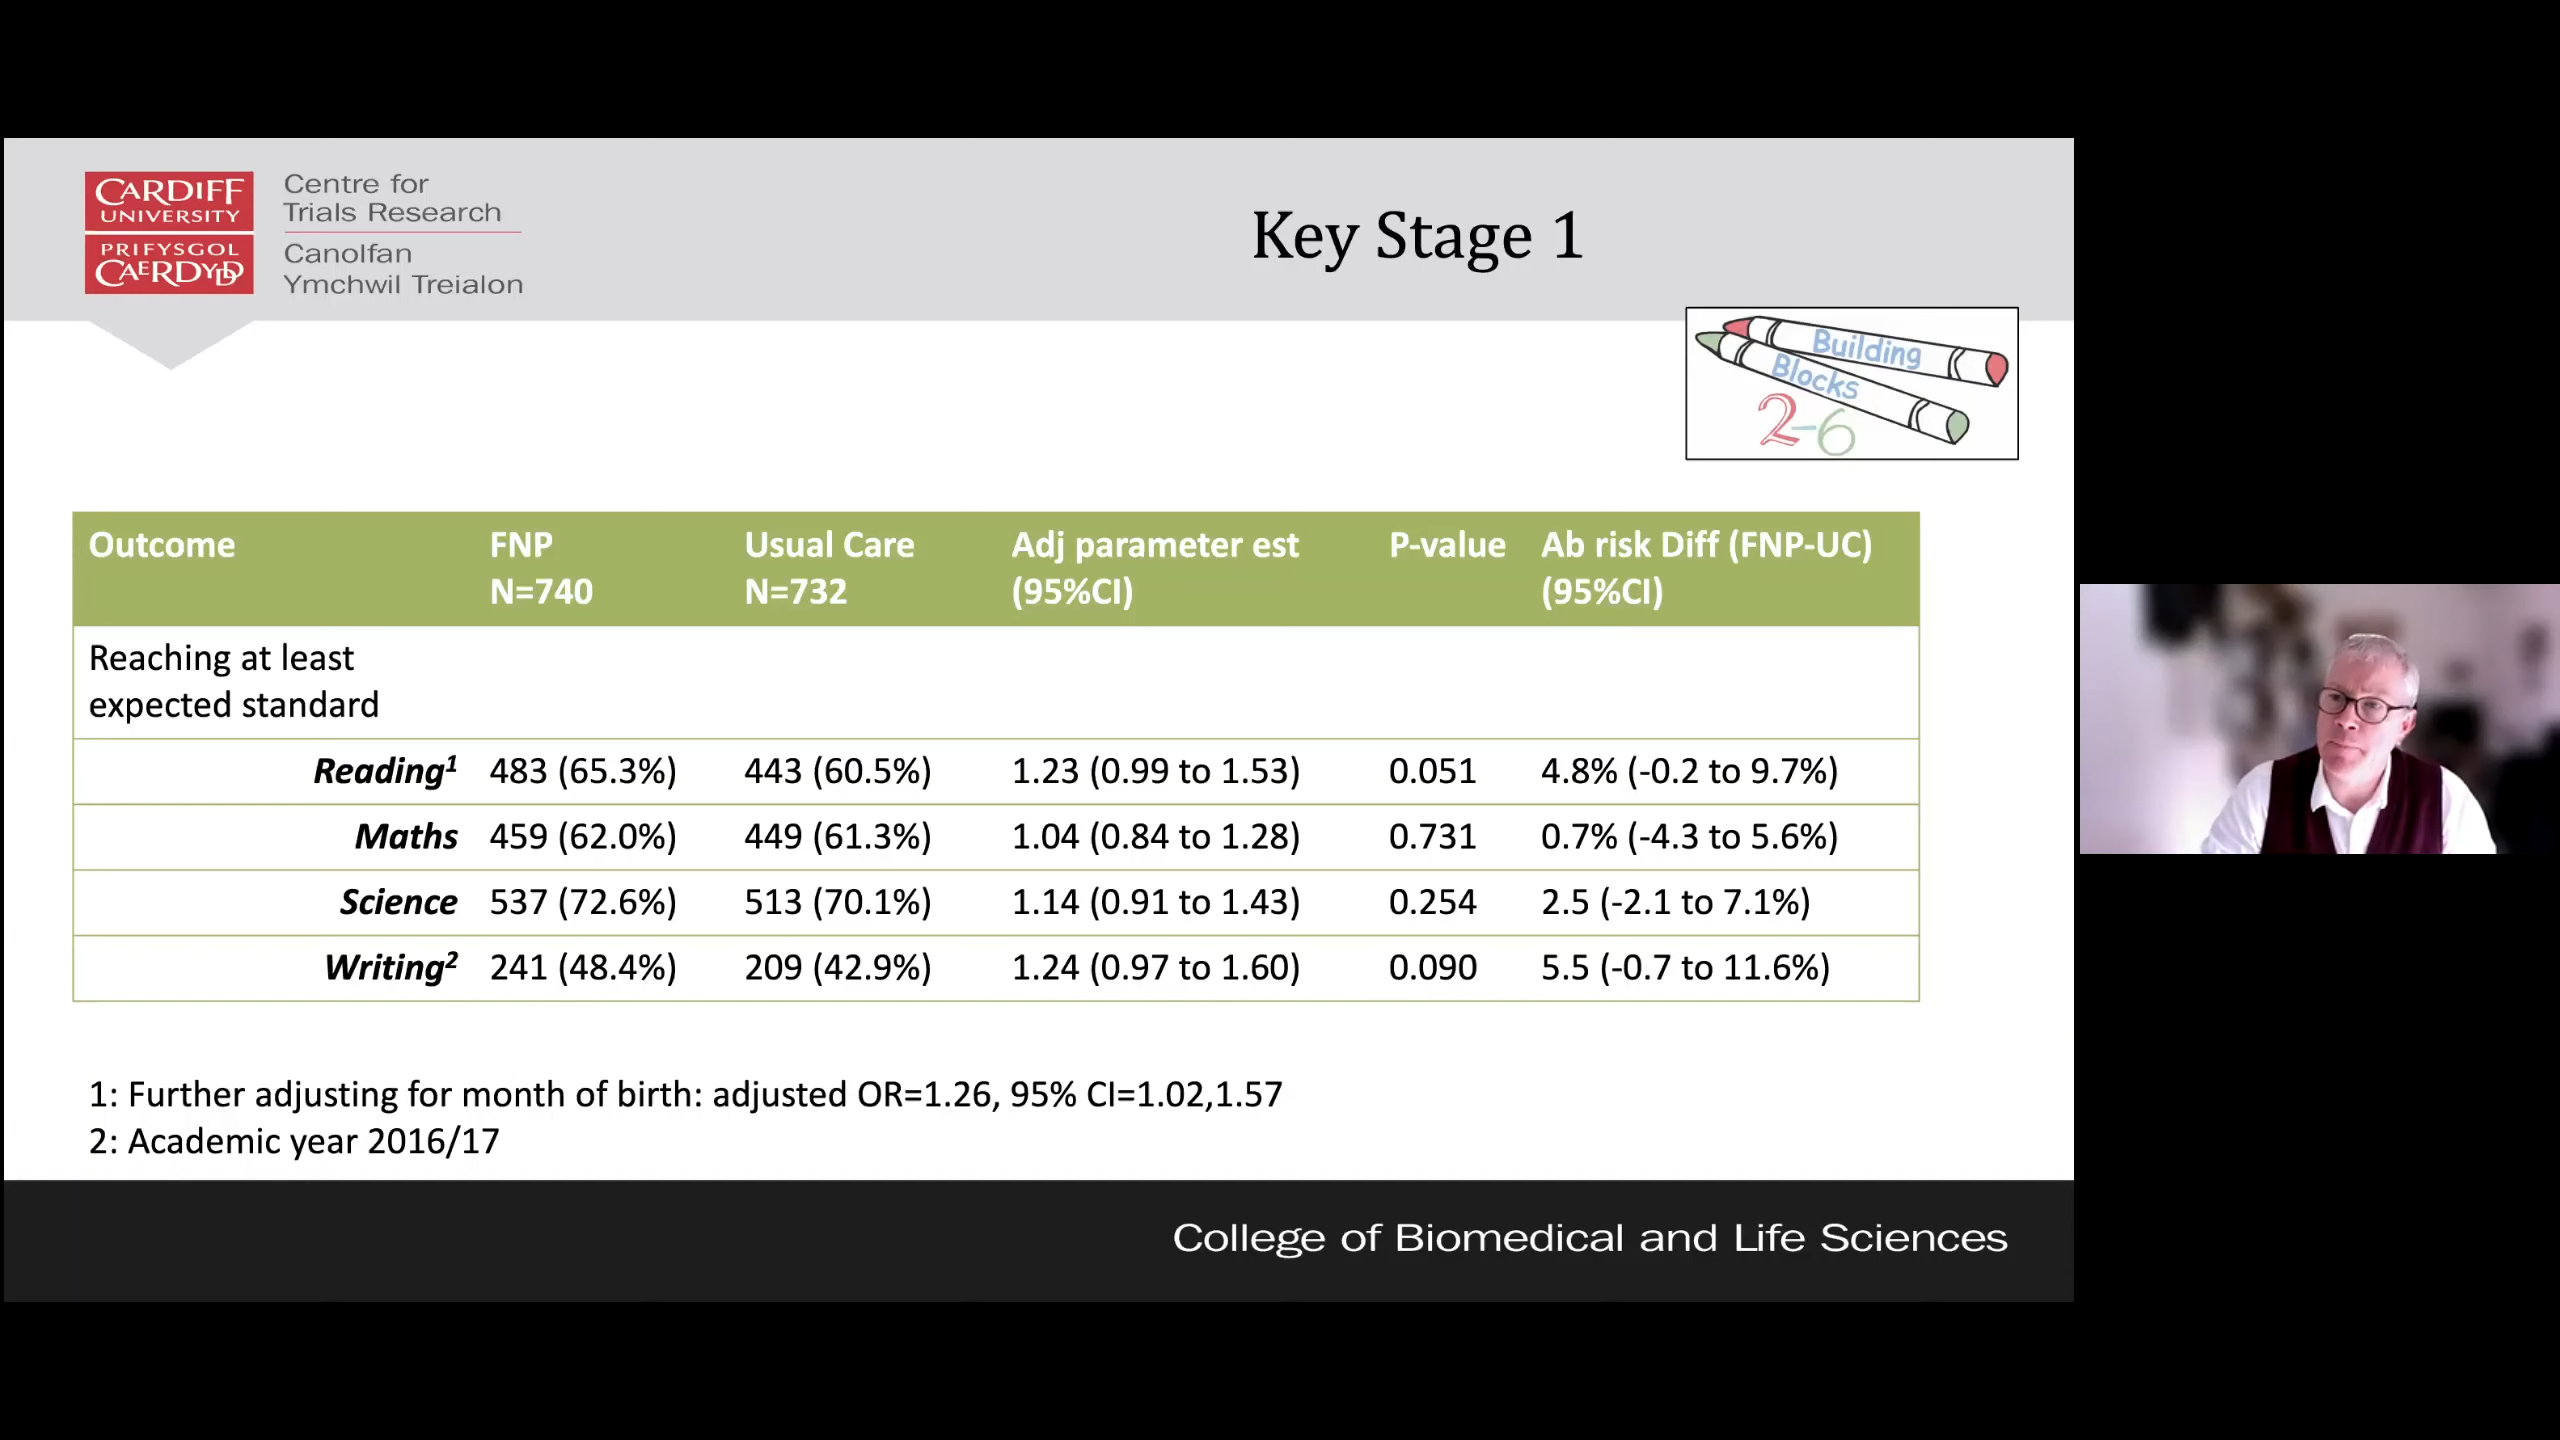 CARDIFF
UNIVERSITY
PRIFYSGOL
CAERDYDD
Centre for
Trials Research
Canolfan
Ymchwil Treialon
Key Stage 1
Building
Blocks
2-6
Outcome FNP N=740 Usual Care N=732 Adj parameter est (95%CI) P-value Ab risk Diff (FNP-UC) (95%CI)
Reaching at least
expected standard
Reading¹ 483 (65.3%) 443 (60.5%) 1.23 (0.99 to 1.53) 0.051 4.8% (-0.2 to 9.7%)
Maths 459 (62.0%) 449 (61.3%) 1.04 (0.84 to 1.28) 0.731 0.7% (-4.3 to 5.6%)
Science 537 (72.6%) 513 (70.1%) 1.14 (0.91 to 1.43) 0.254 2.5 (-2.1 to 7.1%)
Writing² 241 (48.4%) 209 (42.9%) 1.24 (0.97 to 1.60) 0.090 5.5 (-0.7 to 11.6%)
1: Further adjusting for month of birth: adjusted OR=1.26, 95% CI=1.02,1.57
2: Academic year 2016/17
College of Biomedical and Life Sciences